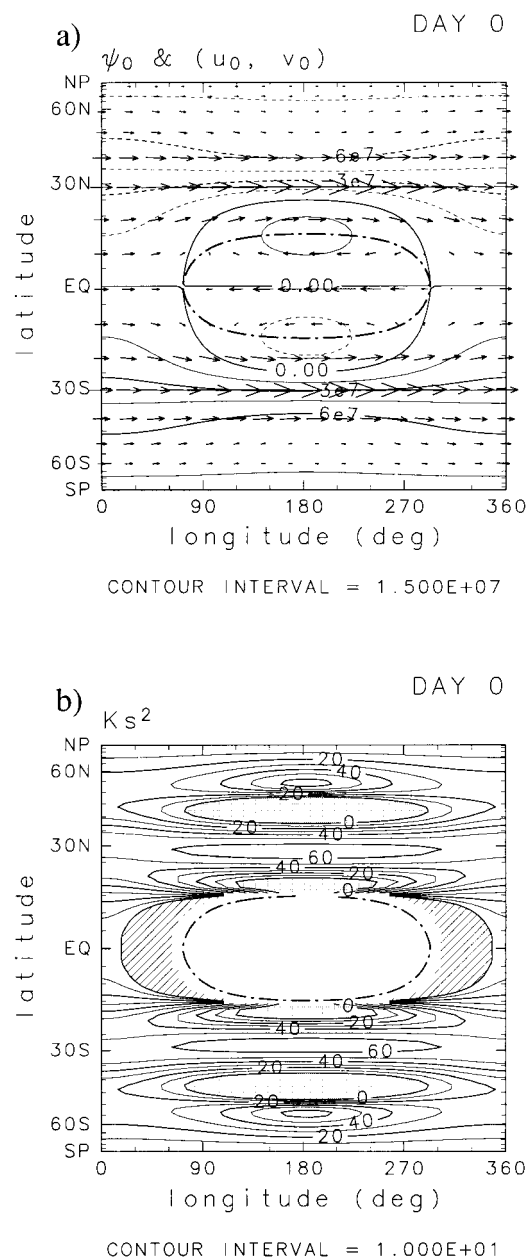 a)
DAY 0
ψ₀ & (u₀, v₀)
NP
60N
6e7
30N
3e7
EQ
0.00
0.00
30S
3e7
6e7
60S
SP
latitude
0 90 180 270 360
longitude (deg)
CONTOUR INTERVAL = 1.500E+07
b)
DAY 0
Ks²
NP
20
60N
40
20
0
20
40
30N
60
40
20
0
EQ
latitude
0
20
40
30S
60
40
20
0
20
60S
40
20
SP
0 90 180 270 360
longitude (deg)
CONTOUR INTERVAL = 1.000E+01